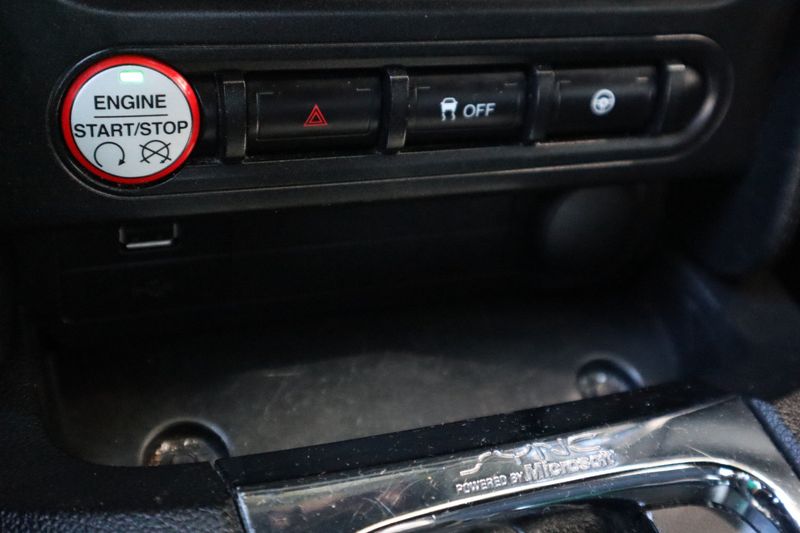 ENGINE
START/STOP
OFF
SYNC
POWERED BY Microsoft